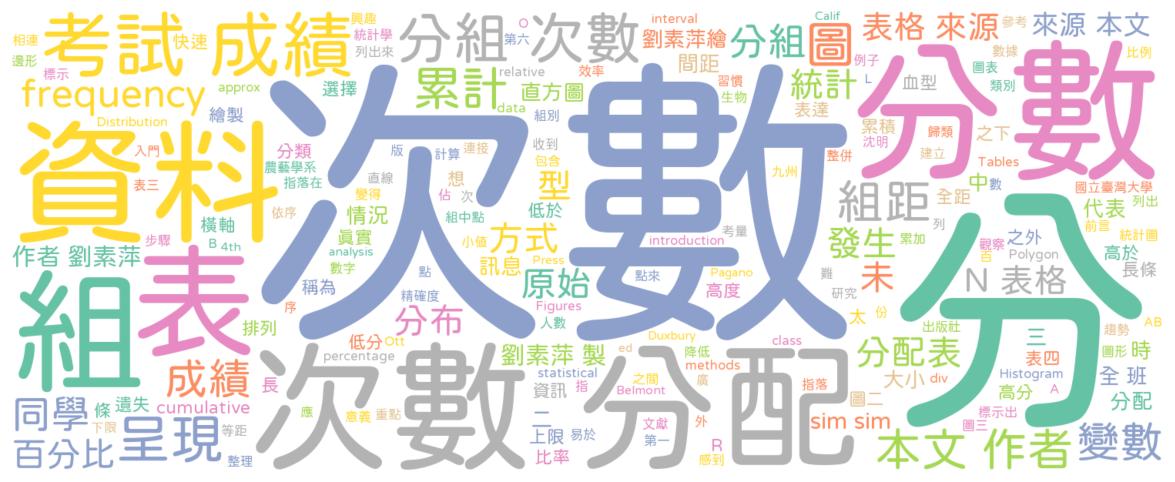 相連
考試 成績
快速
興趣
統計學
列出來
O
第六
分組 次數
interval
劉素萍繪
間距
分組
圖
Calif
例子
L
表格 來源
參考
數據
圖表
類別
來源 本文
比例
邊形
標示
frequency
approx
選擇
累計
relative
data
直方圖
效率
習慣
生物
統計
血型
表達
分數
Distribution
繪製
組別
資料
次數
入門
表三
分類
農藝學系
指落在
版
計算
連接
收到
包含
直線
變得
佔
次
想
型
九州
整併
累積
沈明
歸類
建立
之下
Tables
中
數
國立臺灣大學
組距
全距
代表
列出
前言
統計圖
組
表
橫軸
B
4th
依序
情況
真實
組中點
低於
考量
列
作者 劉素萍
步驟
analysis
小值
方式
訊息
introduction
Press
發生
累加
觀察
百
之外
Polygon
高於
數字
點
稱為
原始
點來
Pagano
難
未
N 表格
長條
序
精確度
Figures
高度
研究
排列
分布
人數
太
份
出版社
三
趨勢
AB
低分
Ott
Duxbury
分配表
表四
圖形
時
percentage
次數 分配
劉素萍 製
ed
降低
class
大小
div
Histogram
全 班
成績
長
statistical
methods
資訊
指
之間
廣
Belmont
指落
高分
A
分配
分
同學
條
遺失
cumulative
應
意義
重點
二
文獻
外
sim sim
圖二
標示出
圖三
下限
百分比
呈現
等距
整理
上限
易於
比率
第一
R
感到
本文 作者
變數